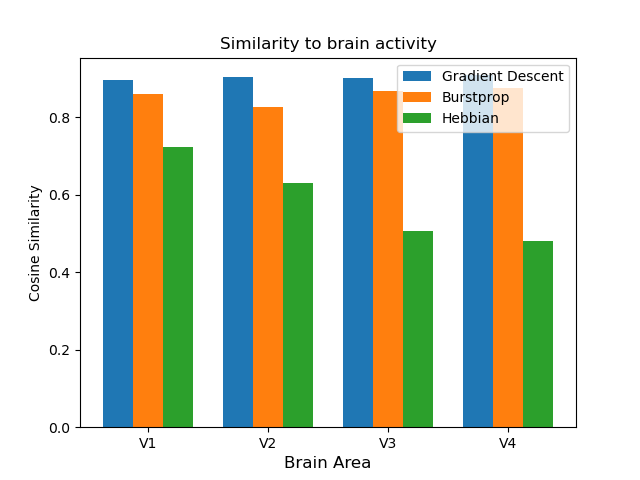 Similarity to brain activity
Gradient Descent
Burstprop
Hebbian
Cosine Similarity
0.8
0.6
0.4
0.2
0.0
V1 V2 V3 V4
Brain Area